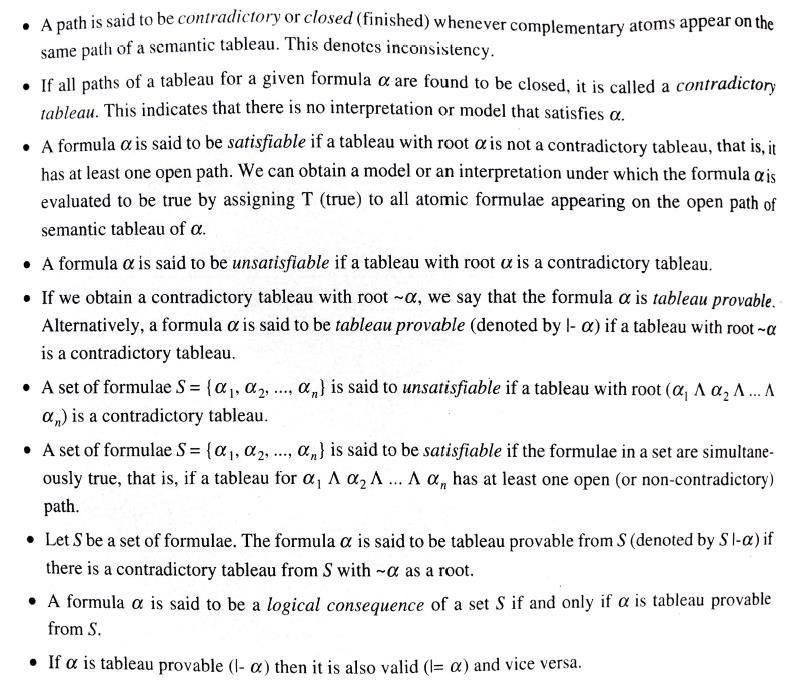 • A path is said to be contradictory or closed (finished) whenever complementary atoms appear on the
same path of a semantic tableau. This denotes inconsistency.
• If all paths of a tableau for a given formula α are found to be closed, it is called a contradictory
tableau. This indicates that there is no interpretation or model that satisfies α.
• A formula α is said to be satisfiable if a tableau with root α is not a contradictory tableau, that is, it
has at least one open path. We can obtain a model or an interpretation under which the formula α is
evaluated to be true by assigning T (true) to all atomic formulae appearing on the open path of
semantic tableau of α.
• A formula α is said to be unsatisfiable if a tableau with root α is a contradictory tableau.
• If we obtain a contradictory tableau with root ~α, we say that the formula α is tableau provable.
Alternatively, a formula α is said to be tableau provable (denoted by |- α) if a tableau with root ~α
is a contradictory tableau.
• A set of formulae S = {α₁, α₂, ..., αₙ} is said to unsatisfiable if a tableau with root (α₁ Λ α₂ Λ ... Λ
αₙ) is a contradictory tableau.
• A set of formulae S = {α₁, α₂, ..., αₙ} is said to be satisfiable if the formulae in a set are simultane-
ously true, that is, if a tableau for α₁ Λ α₂ Λ ... Λ αₙ has at least one open (or non-contradictory)
path.
• Let S be a set of formulae. The formula α is said to be tableau provable from S (denoted by S |-α) if
there is a contradictory tableau from S with ~α as a root.
• A formula α is said to be a logical consequence of a set S if and only if α is tableau provable
from S.
• If α is tableau provable (|- α) then it is also valid (|= α) and vice versa.